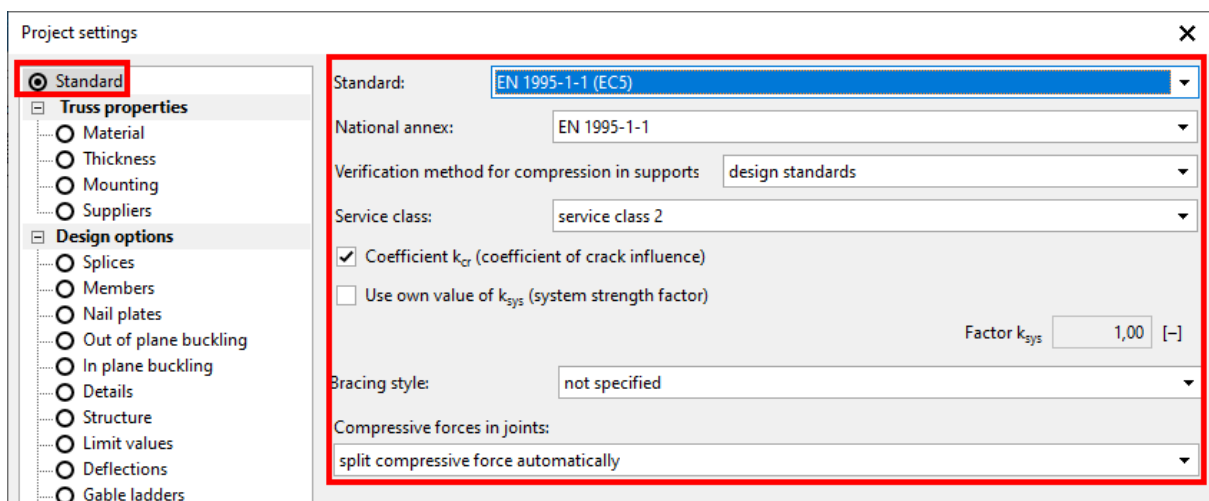 Project settings
Standard
Truss properties
Material
Thickness
Mounting
Suppliers
Design options
Splices
Members
Nail plates
Out of plane buckling
In plane buckling
Details
Structure
Limit values
Deflections
Gable ladders
Standard: EN 1995-1-1 (EC5)
National annex: EN 1995-1-1
Verification method for compression in supports design standards
Service class: service class 2
Coefficient kcr (coefficient of crack influence)
Use own value of ksys (system strength factor)
Factor ksys 1,00 [–]
Bracing style: not specified
Compressive forces in joints:
split compressive force automatically